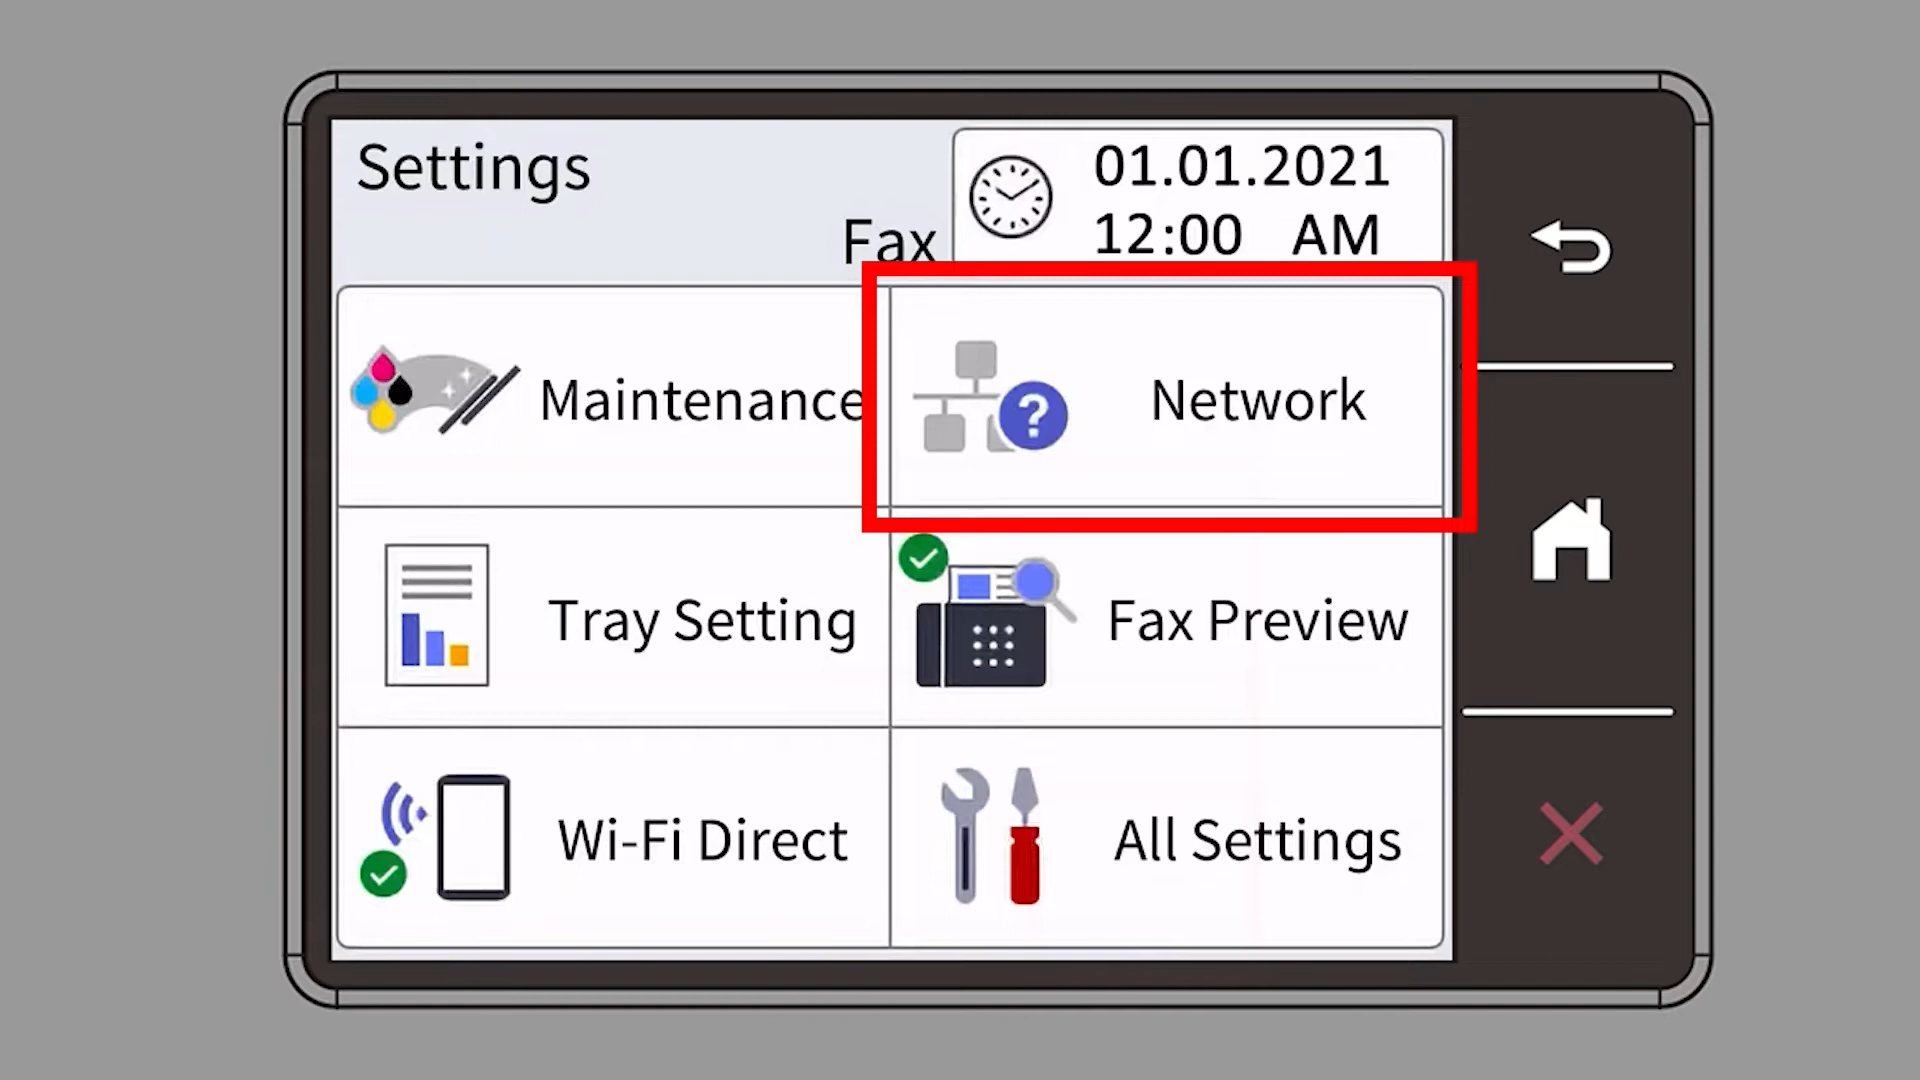 Settings
01.01.2021
12:00 AM
Fax
Maintenance
? Network
Tray Setting
Fax Preview
Wi-Fi Direct
All Settings